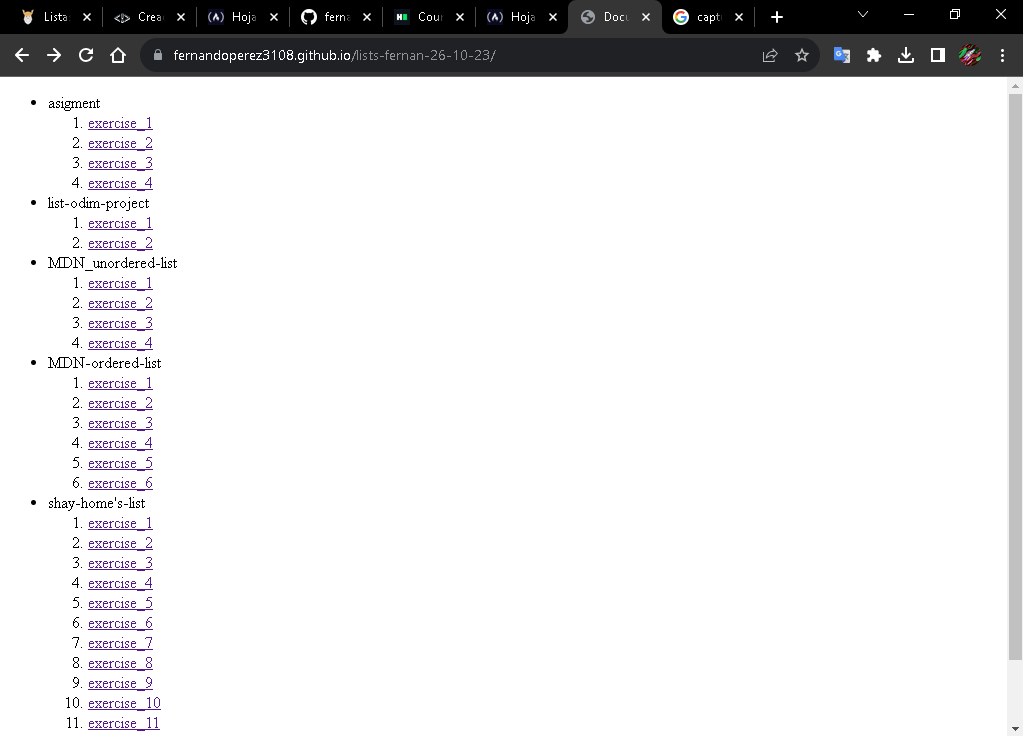 Lista
Crea
Hoja
ferna
Cour
Hoja
Docu
capt
fernandoperez3108.github.io/lists-fernan-26-10-23/
• asigment
1. exercise_1
2. exercise_2
3. exercise_3
4. exercise_4
• list-odim-project
1. exercise_1
2. exercise_2
• MDN_unordered-list
1. exercise_1
2. exercise_2
3. exercise_3
4. exercise_4
• MDN-ordered-list
1. exercise_1
2. exercise_2
3. exercise_3
4. exercise_4
5. exercise_5
6. exercise_6
• shay-home's-list
1. exercise_1
2. exercise_2
3. exercise_3
4. exercise_4
5. exercise_5
6. exercise_6
7. exercise_7
8. exercise_8
9. exercise_9
10. exercise_10
11. exercise_11